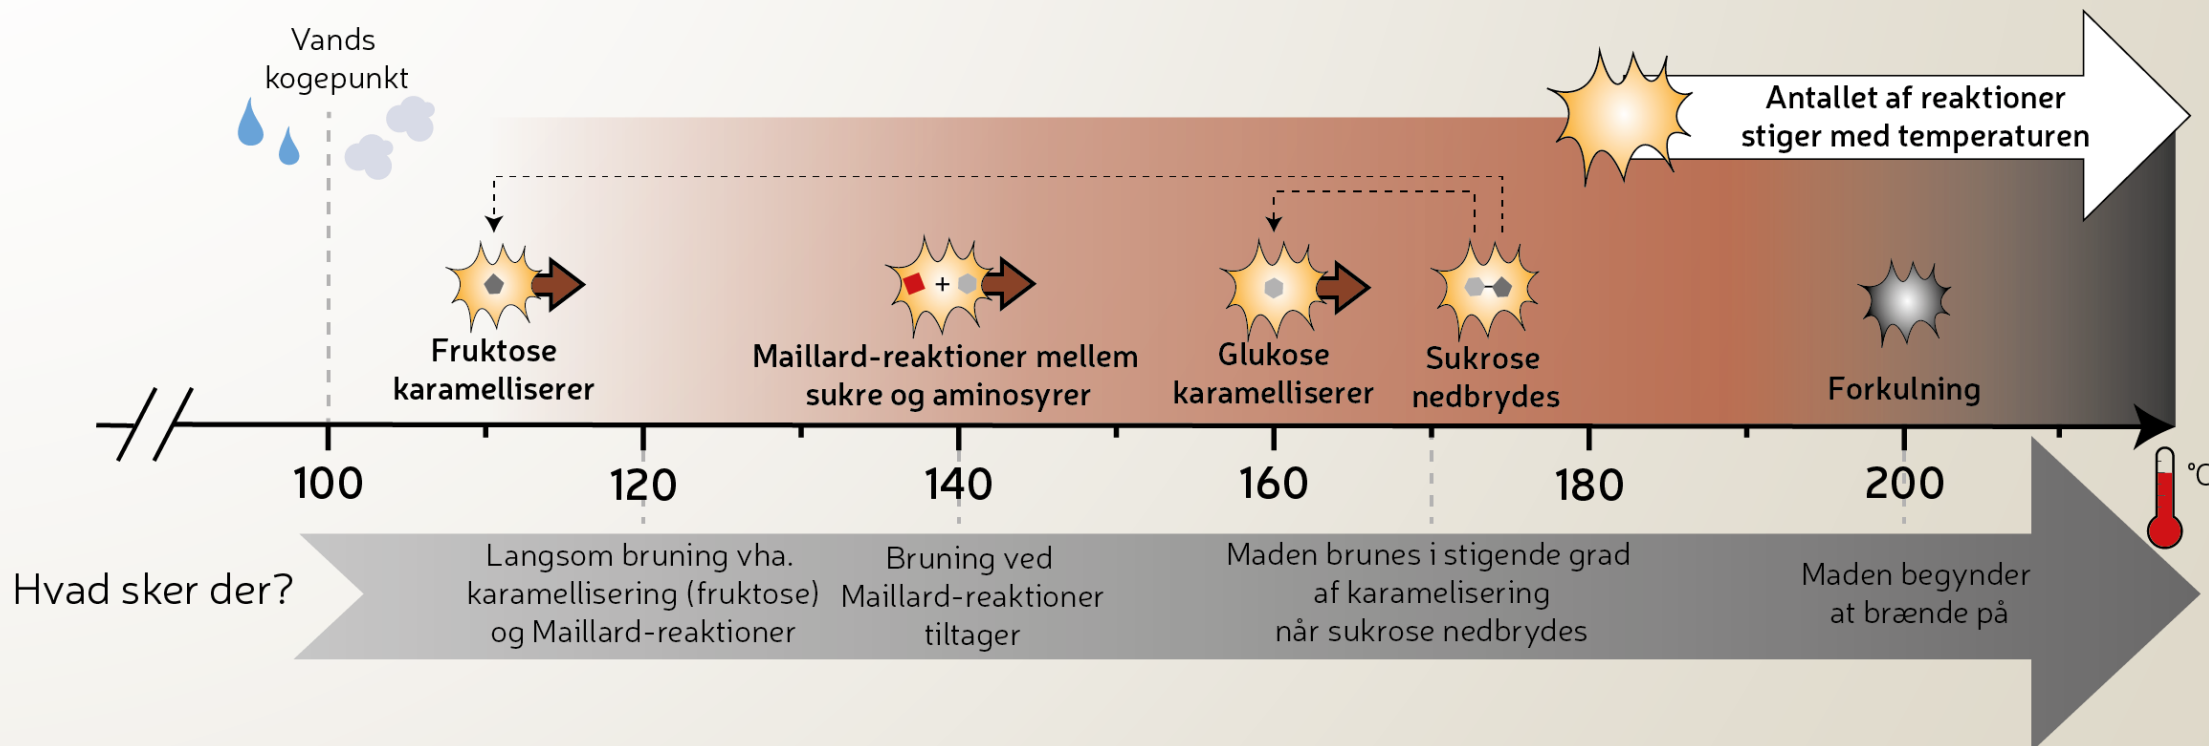 Vands
kogepunkt
Antallet af reaktioner
stiger med temperaturen
+
Fruktose
karamelliserer
Maillard-reaktioner mellem
sukre og aminosyrer
Glukose
karamelliserer
Sukrose
nedbrydes
Forkulning
100
120
140
160
180
200
°C
Hvad sker der?
Langsom bruning vha.
karamellisering (fruktose)
og Maillard-reaktioner
Bruning ved
Maillard-reaktioner
tiltager
Maden brunes i stigende grad
af karamelisering
når sukrose nedbrydes
Maden begynder
at brænde på